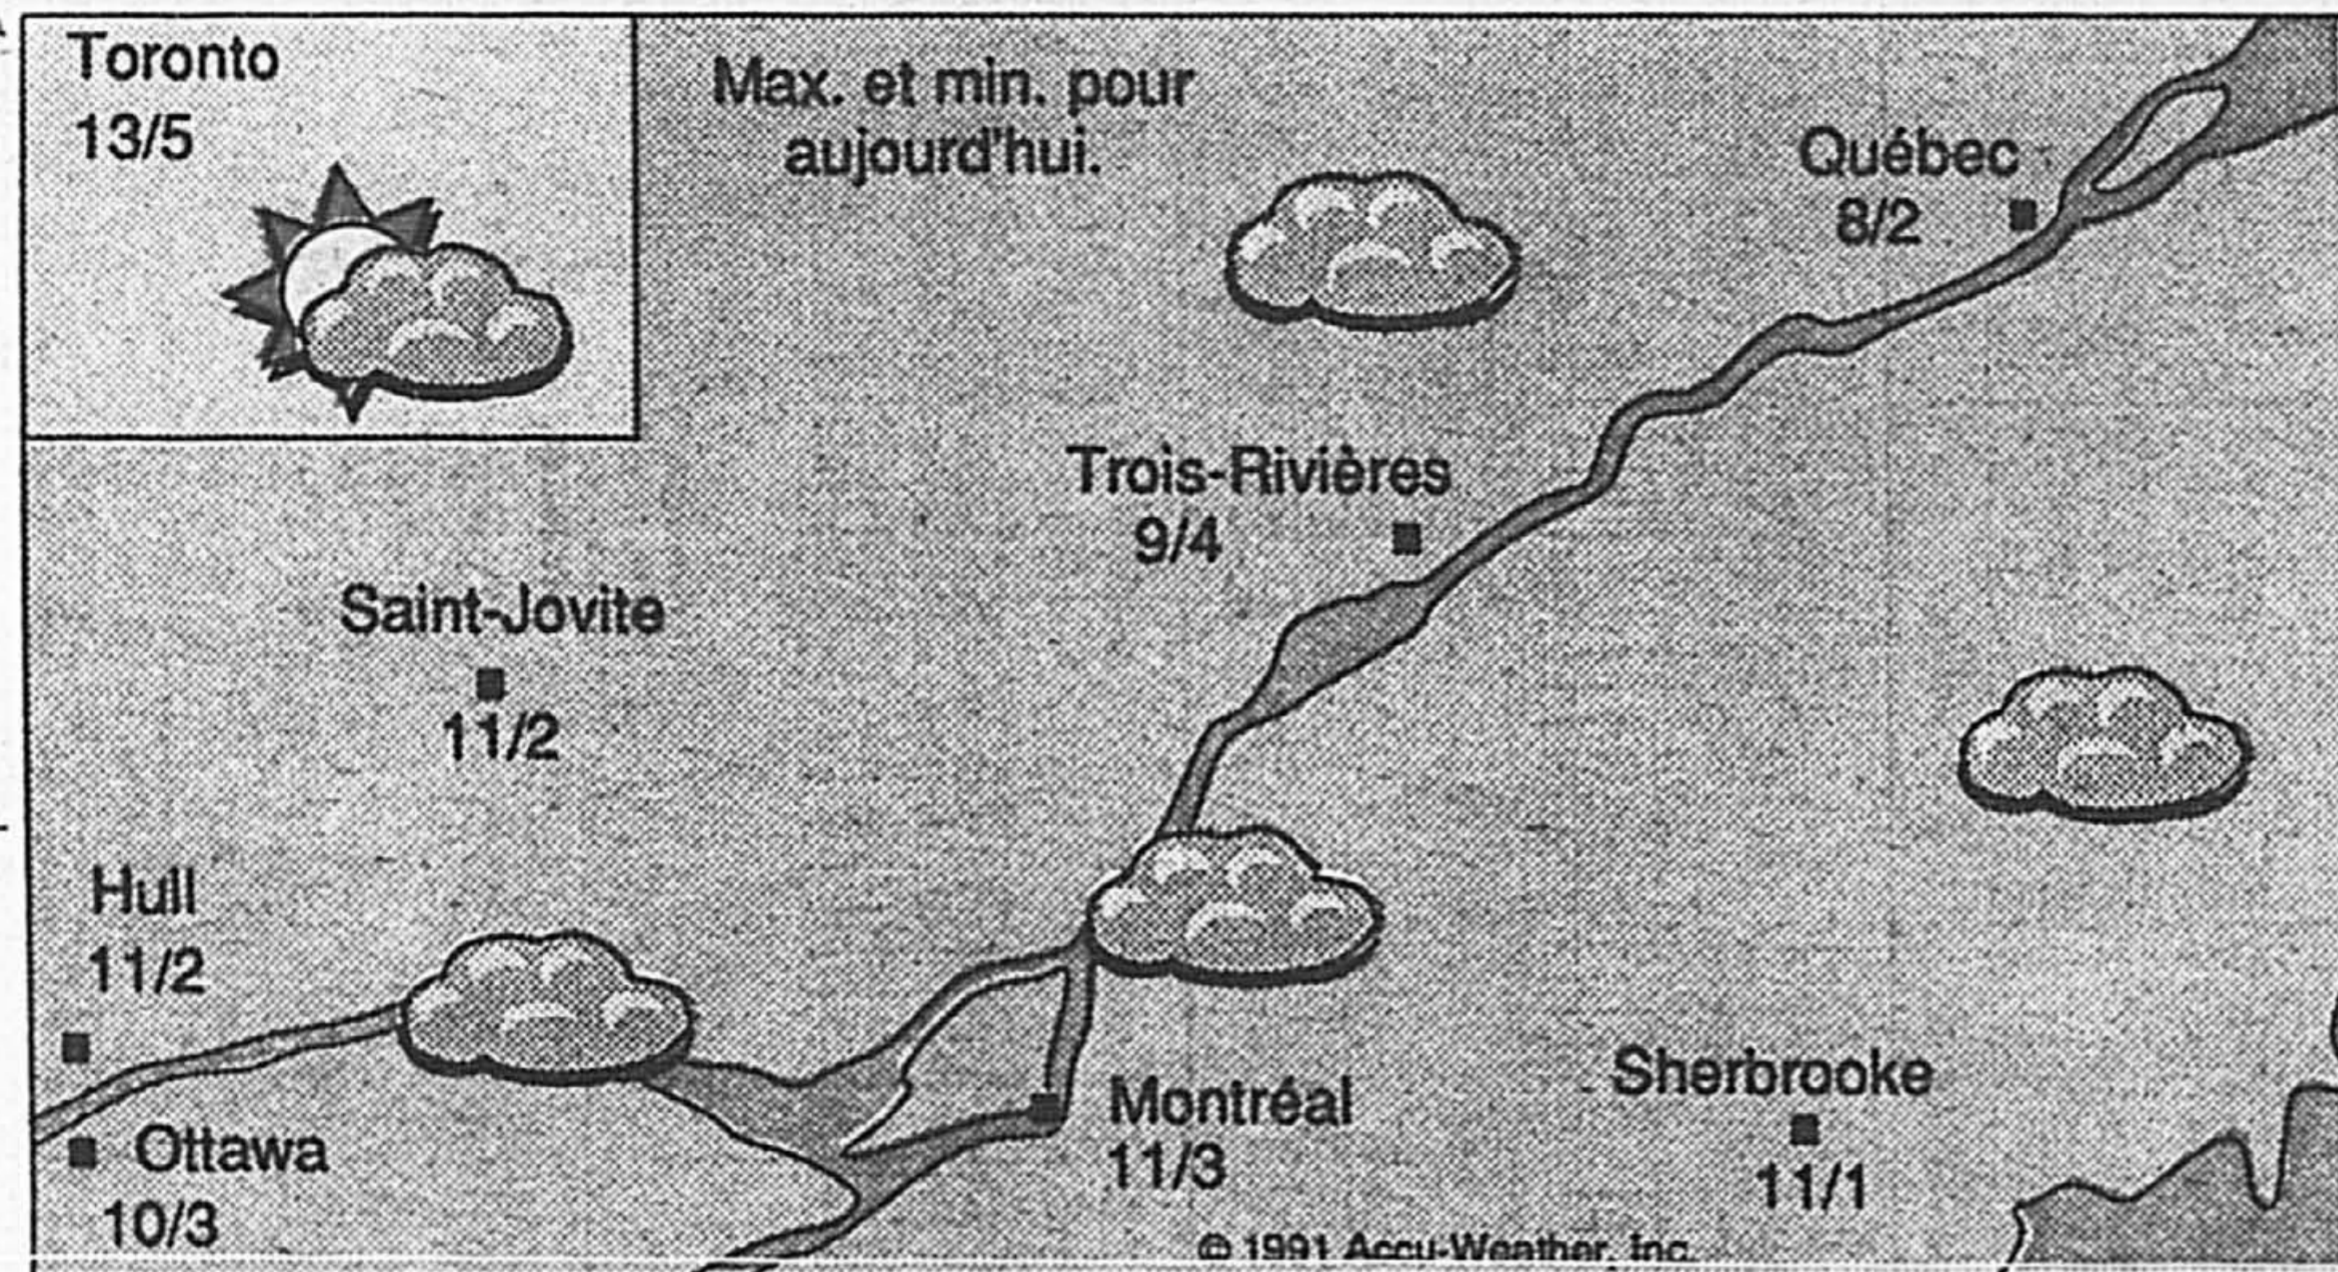 Toronto
13/5
Max. et min. pour
aujourd'hui.
Québec
8/2
Trois-Rivières
9/4
Saint-Jovite
11/2
Hull
11/2
Ottawa
10/3
Montréal
11/3
Sherbrooke
11/1
© 1991 Accu-Weather, Inc.